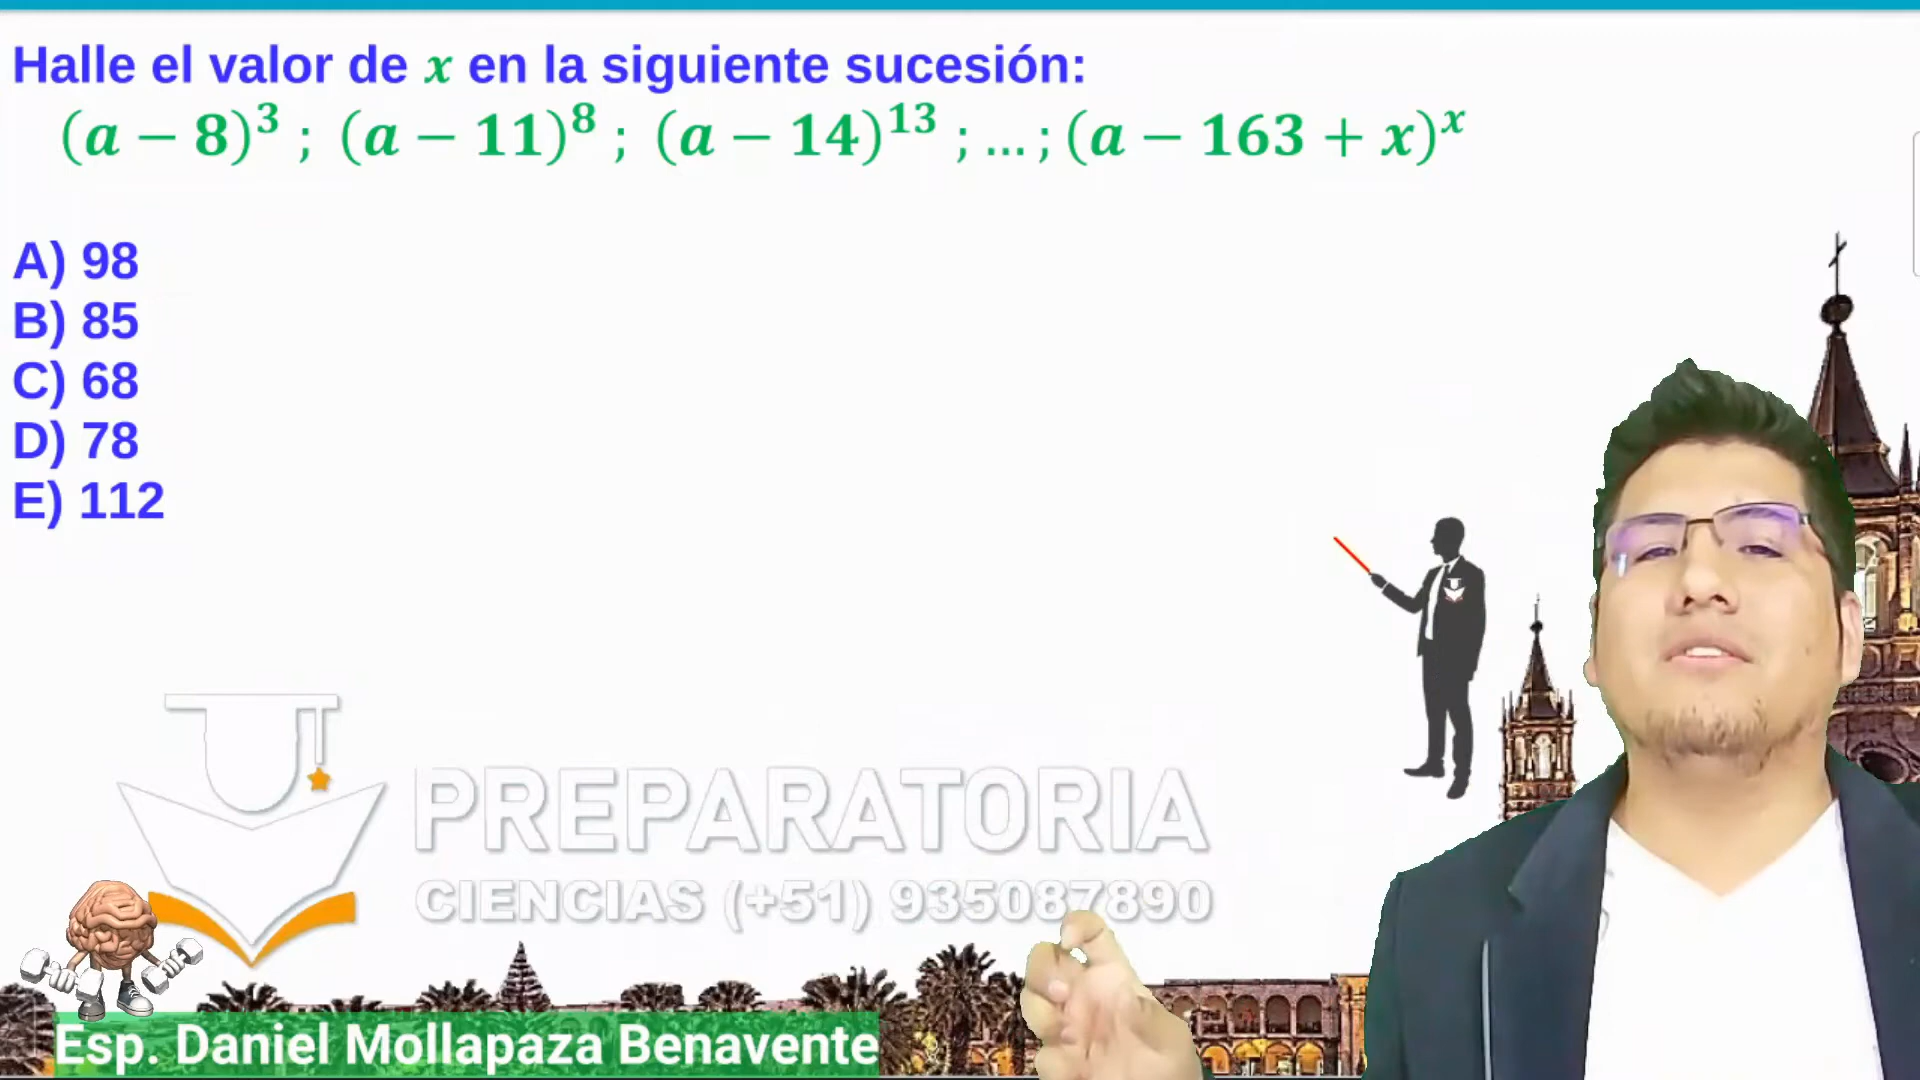 Halle el valor de x en la siguiente sucesión:
(a − 8)³ ; (a − 11)⁸ ; (a − 14)¹³ ; ... ; (a − 163 + x)ˣ
A) 98
B) 85
C) 68
D) 78
E) 112
PREPARATORIA
CIENCIAS (+51) 935087890
Esp. Daniel Mollapaza Benavente